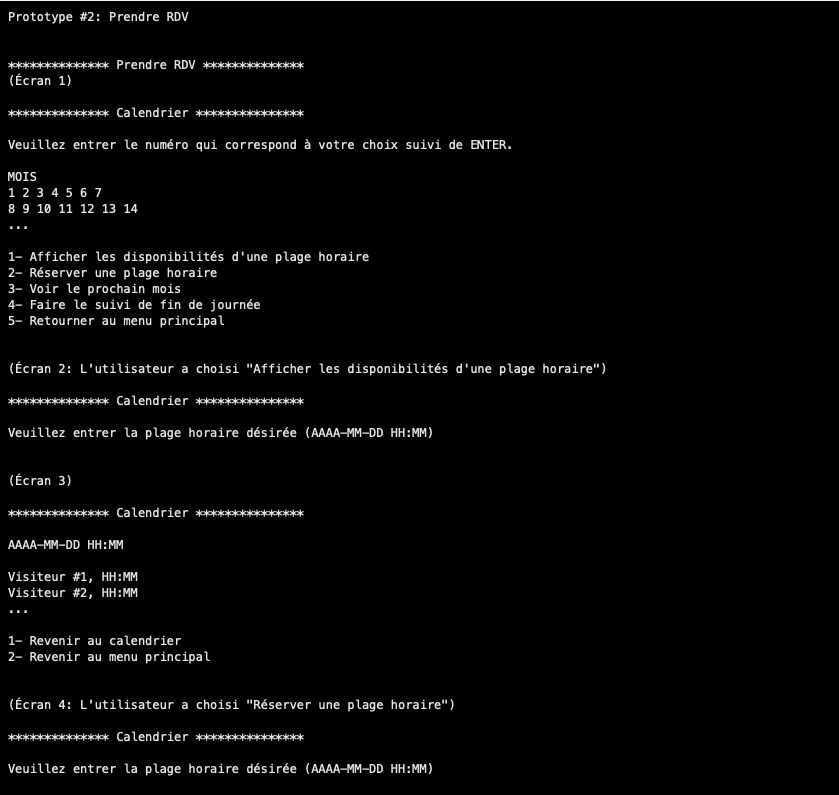 Prototype #2: Prendre RDV
************** Prendre RDV **************
(Écran 1)
************** Calendrier ***************
Veuillez entrer le numéro qui correspond à votre choix suivi de ENTER.
MOIS
1 2 3 4 5 6 7
8 9 10 11 12 13 14
...
1- Afficher les disponibilités d'une plage horaire
2- Réserver une plage horaire
3- Voir le prochain mois
4- Faire le suivi de fin de journée
5- Retourner au menu principal
(Écran 2: L'utilisateur a choisi "Afficher les disponibilités d'une plage horaire")
************** Calendrier ***************
Veuillez entrer la plage horaire désirée (AAAA-MM-DD HH:MM)
(Écran 3)
************** Calendrier ***************
AAAA-MM-DD HH:MM
Visiteur #1, HH:MM
Visiteur #2, HH:MM
...
1- Revenir au calendrier
2- Revenir au menu principal
(Écran 4: L'utilisateur a choisi "Réserver une plage horaire")
************** Calendrier ***************
Veuillez entrer la plage horaire désirée (AAAA-MM-DD HH:MM)